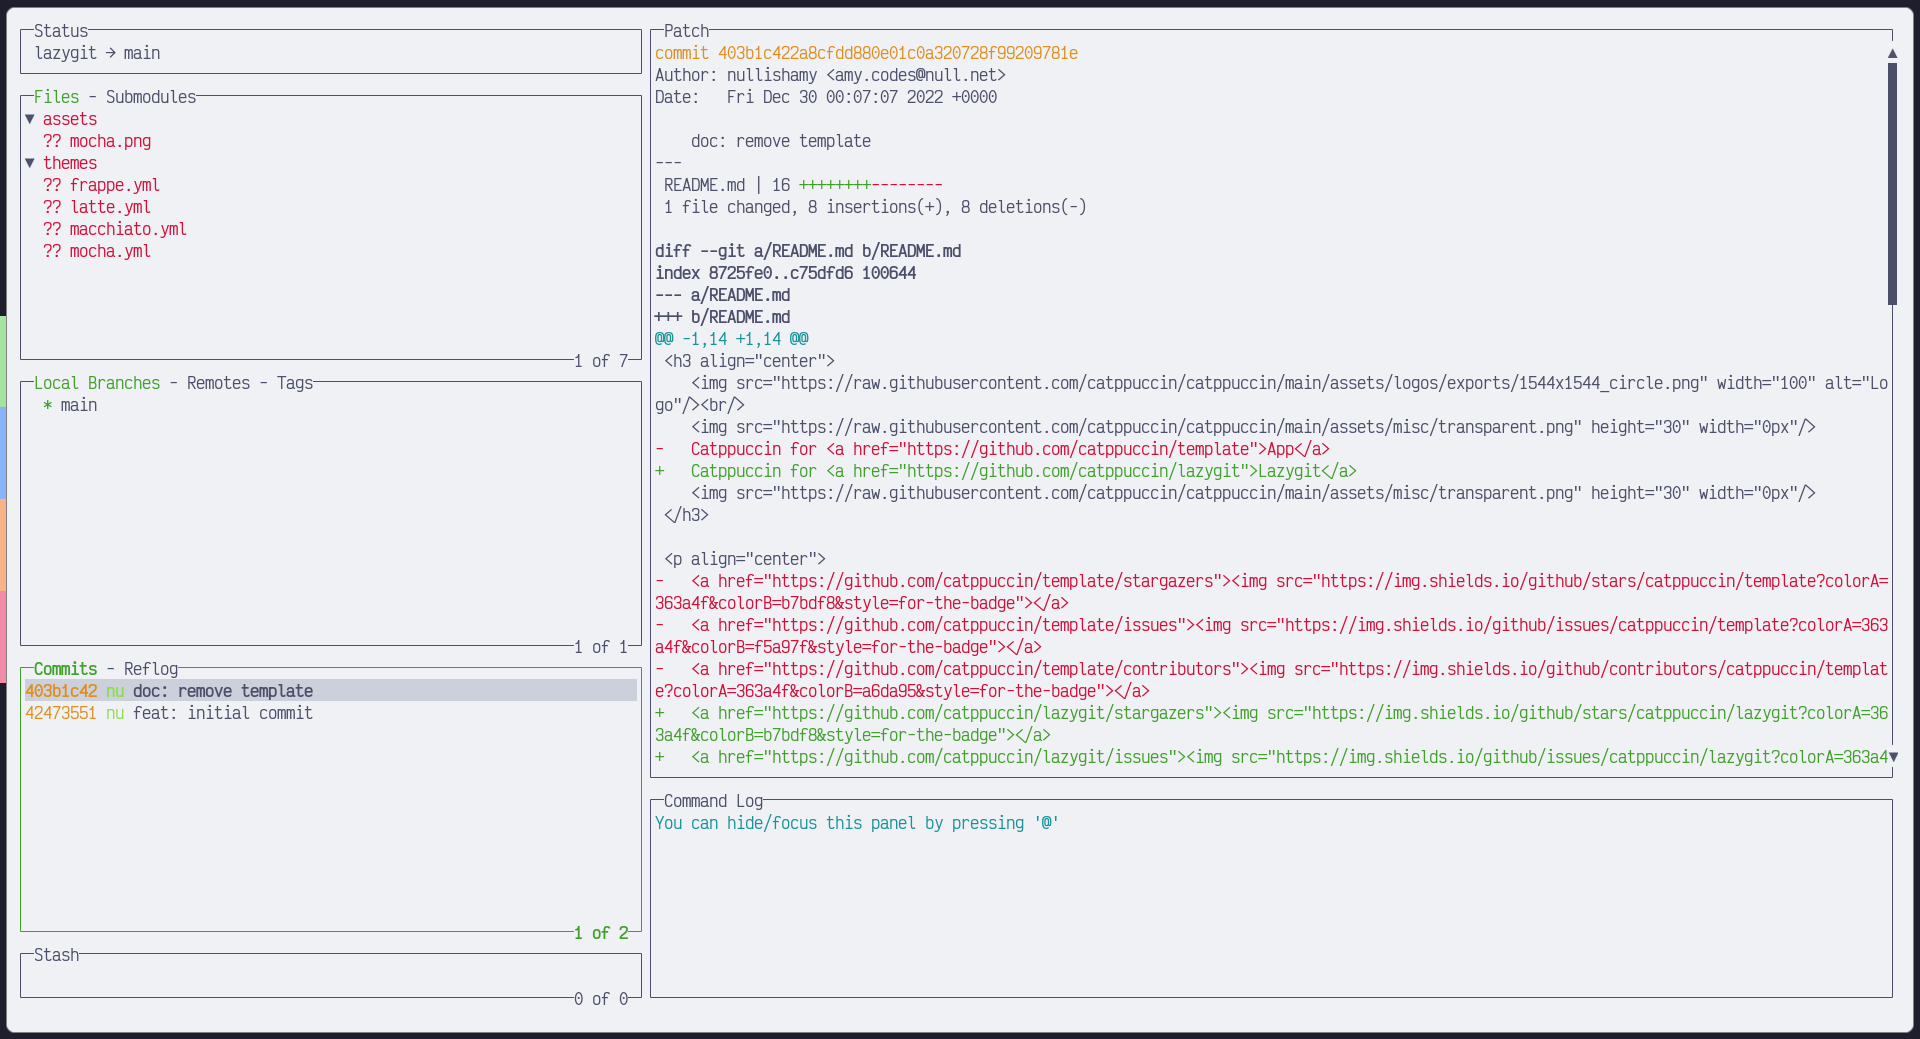 Status
lazygit → main
Files - Submodules
▼ assets
?? mocha.png
▼ themes
?? frappe.yml
?? latte.yml
?? macchiato.yml
?? mocha.yml
1 of 7
Local Branches - Remotes - Tags
* main
1 of 1
Commits - Reflog
403b1c42 nu doc: remove template
42473551 nu feat: initial commit
1 of 2
Stash
0 of 0
Patch
commit 403b1c422a8cfdd880e01c0a320728f99209781e
Author: nullishamy <amy.codes@null.net>
Date:   Fri Dec 30 00:07:07 2022 +0000
    doc: remove template
---
 README.md | 16 ++++++++--------
 1 file changed, 8 insertions(+), 8 deletions(-)
diff --git a/README.md b/README.md
index 8725fe0..c75dfd6 100644
--- a/README.md
+++ b/README.md
@@ -1,14 +1,14 @@
 <h3 align="center">
    <img src="https://raw.githubusercontent.com/catppuccin/catppuccin/main/assets/logos/exports/1544x1544_circle.png" width="100" alt="Lo
go"/><br/>
    <img src="https://raw.githubusercontent.com/catppuccin/catppuccin/main/assets/misc/transparent.png" height="30" width="0px"/>
-   Catppuccin for <a href="https://github.com/catppuccin/template">App</a>
+   Catppuccin for <a href="https://github.com/catppuccin/lazygit">Lazygit</a>
    <img src="https://raw.githubusercontent.com/catppuccin/catppuccin/main/assets/misc/transparent.png" height="30" width="0px"/>
 </h3>
 <p align="center">
-   <a href="https://github.com/catppuccin/template/stargazers"><img src="https://img.shields.io/github/stars/catppuccin/template?colorA=
363a4f&colorB=b7bdf8&style=for-the-badge"></a>
-   <a href="https://github.com/catppuccin/template/issues"><img src="https://img.shields.io/github/issues/catppuccin/template?colorA=363
a4f&colorB=f5a97f&style=for-the-badge"></a>
-   <a href="https://github.com/catppuccin/template/contributors"><img src="https://img.shields.io/github/contributors/catppuccin/templat
e?colorA=363a4f&colorB=a6da95&style=for-the-badge"></a>
+   <a href="https://github.com/catppuccin/lazygit/stargazers"><img src="https://img.shields.io/github/stars/catppuccin/lazygit?colorA=36
3a4f&colorB=b7bdf8&style=for-the-badge"></a>
+   <a href="https://github.com/catppuccin/lazygit/issues"><img src="https://img.shields.io/github/issues/catppuccin/lazygit?colorA=363a4
Command Log
You can hide/focus this panel by pressing '@'